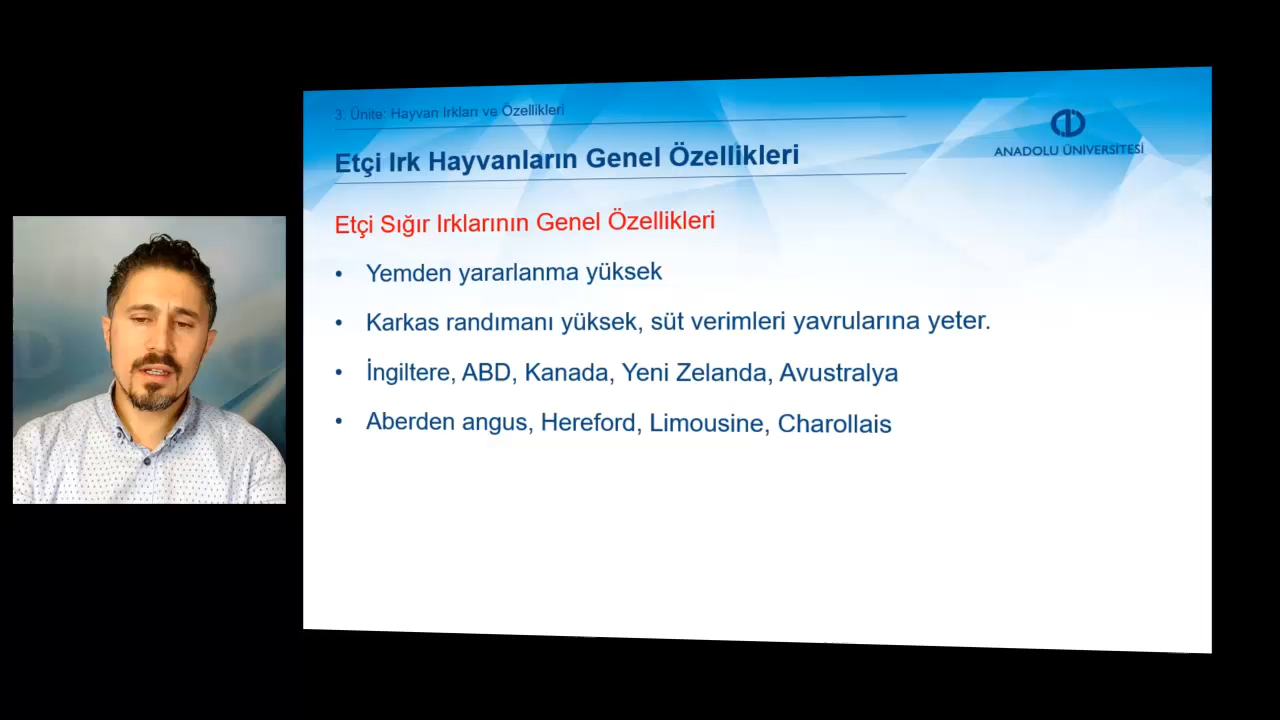 3. Ünite: Hayvan Irkları ve Özellikleri
Etçi Irk Hayvanların Genel Özellikleri
ANADOLU ÜNİVERSİTESİ
Etçi Sığır Irklarının Genel Özellikleri
• Yemden yararlanma yüksek
• Karkas randımanı yüksek, süt verimleri yavrularına yeter.
• İngiltere, ABD, Kanada, Yeni Zelanda, Avustralya
• Aberden angus, Hereford, Limousine, Charollais